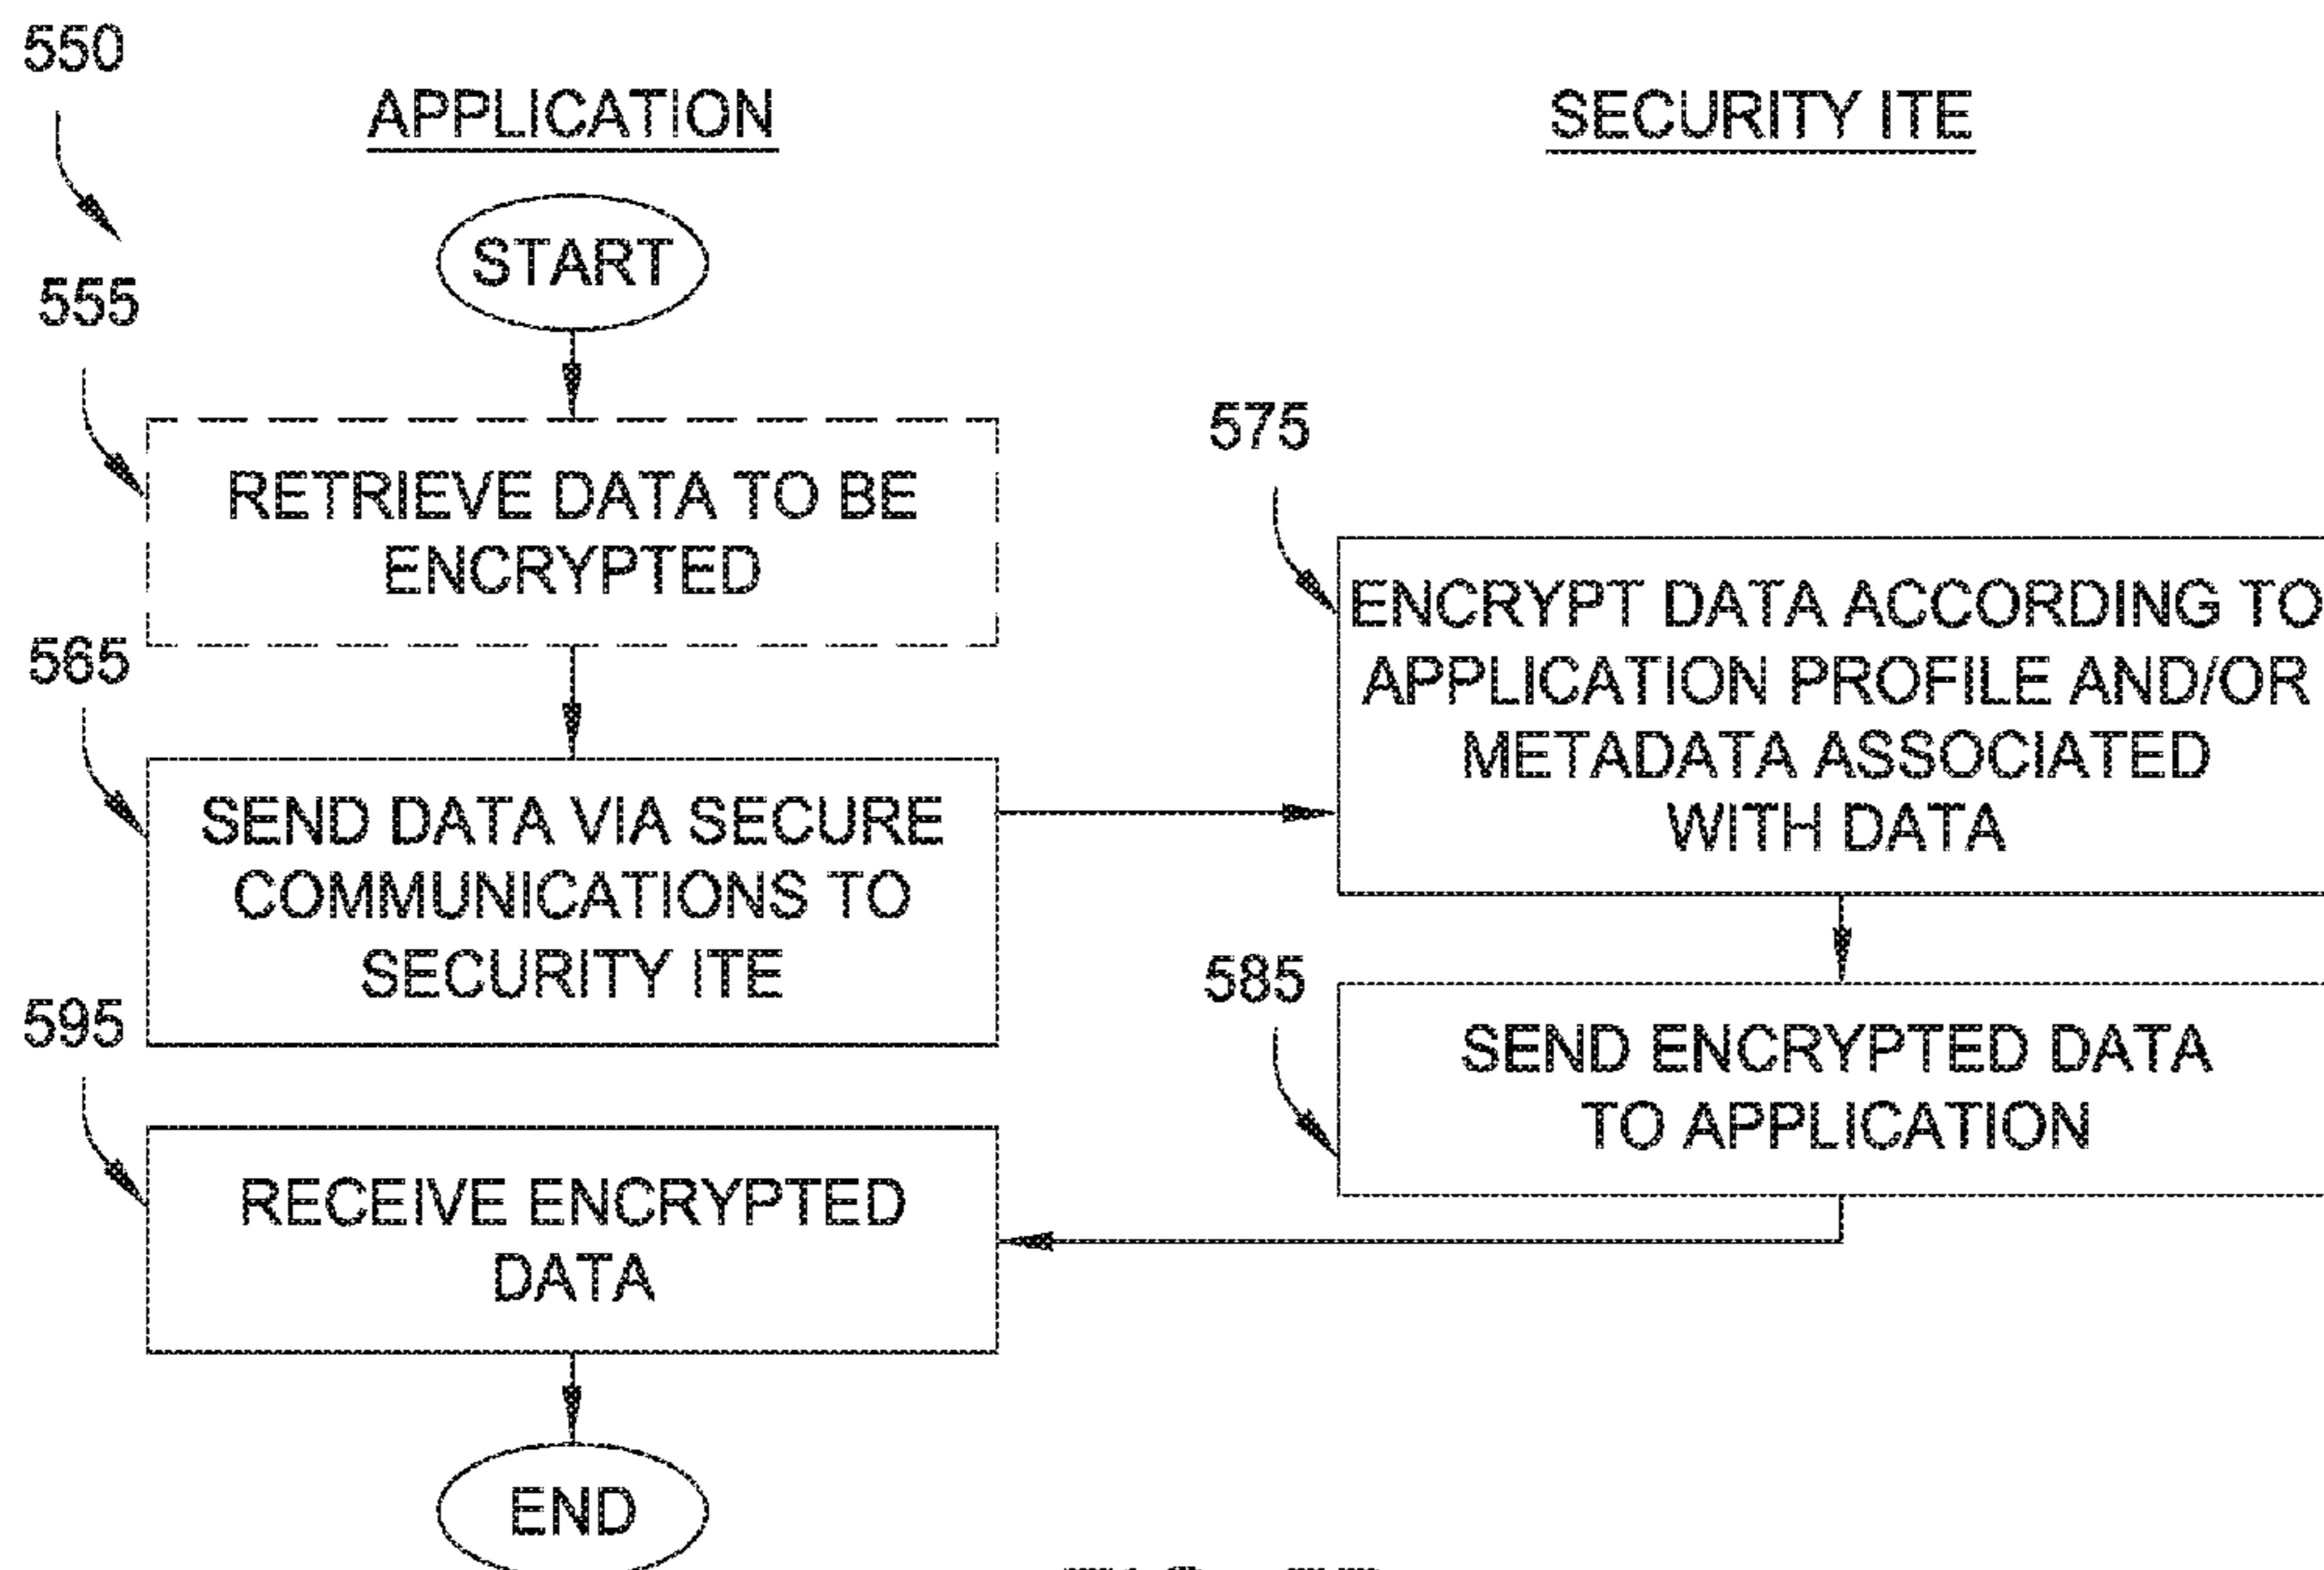 550
APPLICATION
SECURITY ITE
START
555
RETRIEVE DATA TO BE
ENCRYPTED
565
SEND DATA VIA SECURE
COMMUNICATIONS TO
SECURITY ITE
575
ENCRYPT DATA ACCORDING TO
APPLICATION PROFILE AND/OR
METADATA ASSOCIATED
WITH DATA
585
SEND ENCRYPTED DATA
TO APPLICATION
595
RECEIVE ENCRYPTED
DATA
END